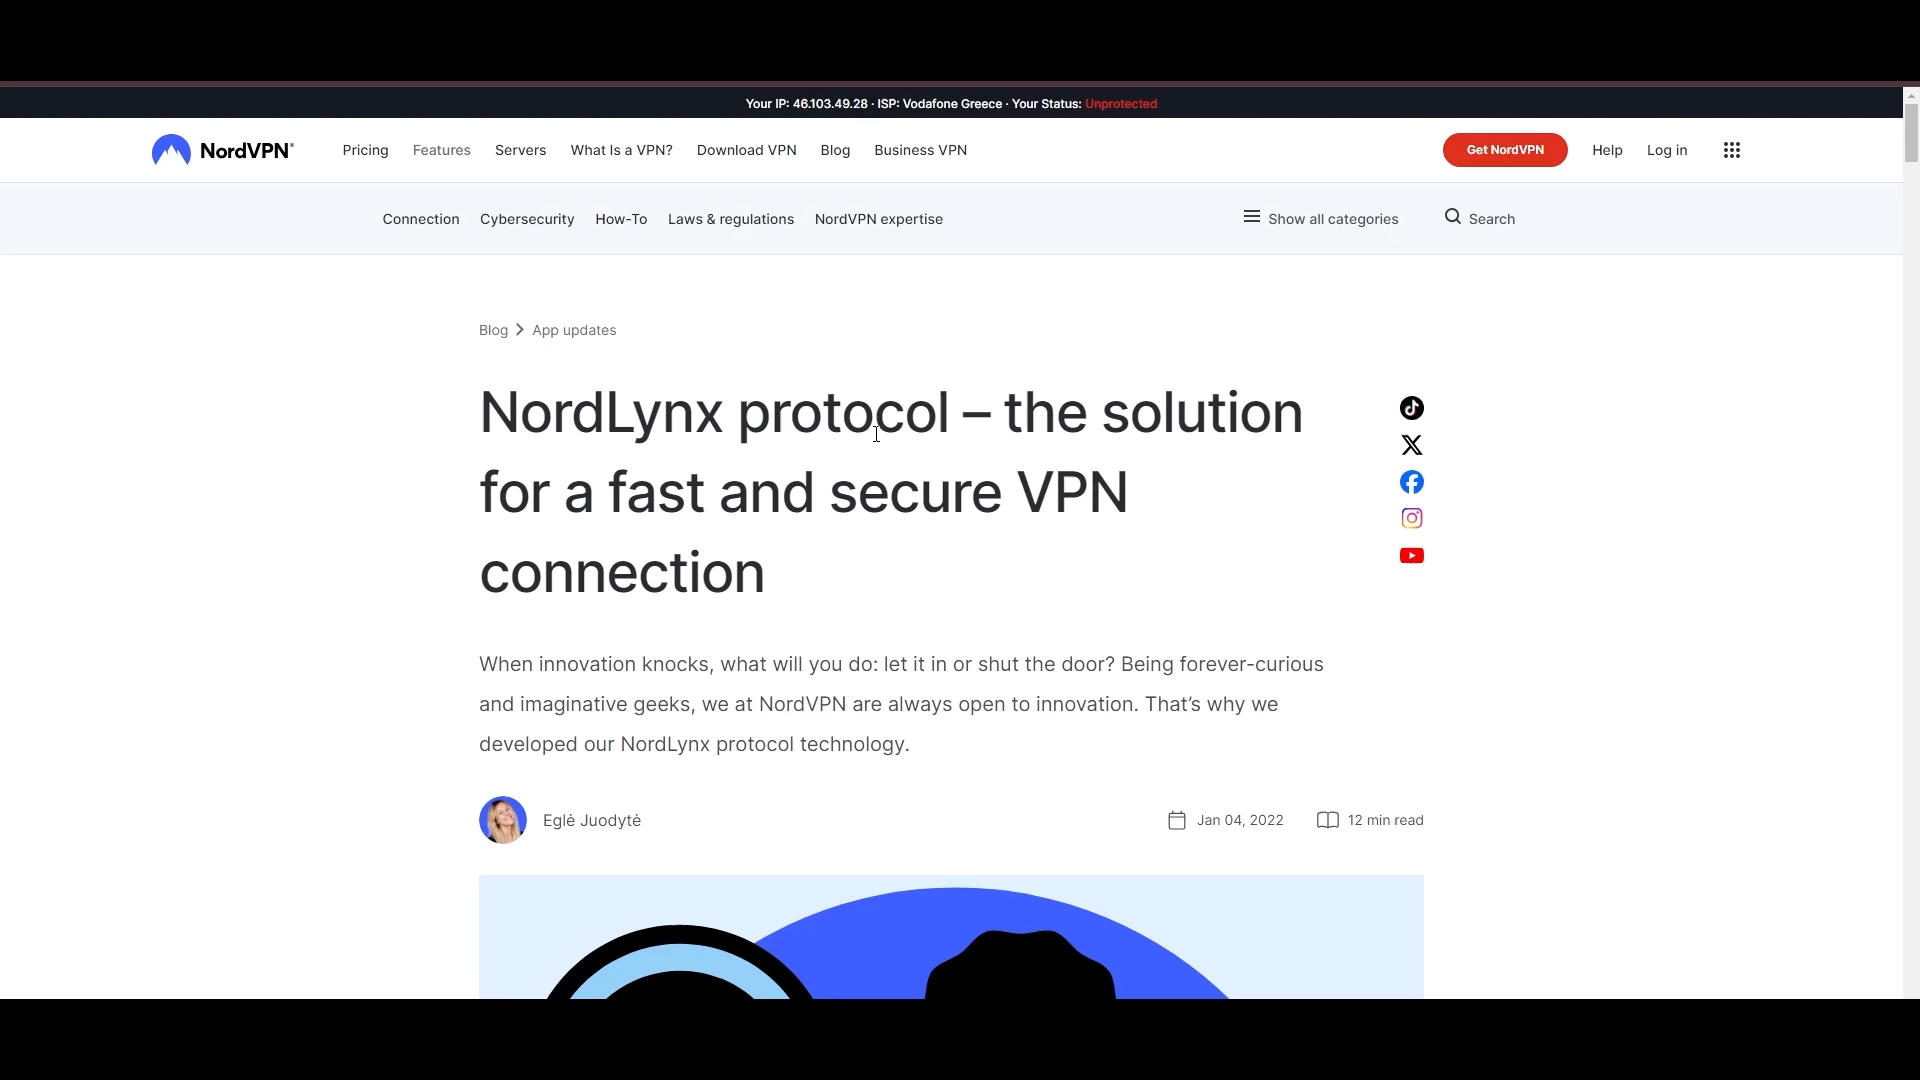 Your IP: 46.103.49.28 · ISP: Vodafone Greece · Your Status: Unprotected
NordVPN®
Pricing
Features
Servers
What Is a VPN?
Download VPN
Blog
Business VPN
Get NordVPN
Help
Log in
Connection
Cybersecurity
How-To
Laws & regulations
NordVPN expertise
Show all categories
Search
Blog
App updates
NordLynx protocol – the solution
for a fast and secure VPN
connection
When innovation knocks, what will you do: let it in or shut the door? Being forever-curious
and imaginative geeks, we at NordVPN are always open to innovation. That’s why we
developed our NordLynx protocol technology.
Eglė Juodytė
Jan 04, 2022
12 min read